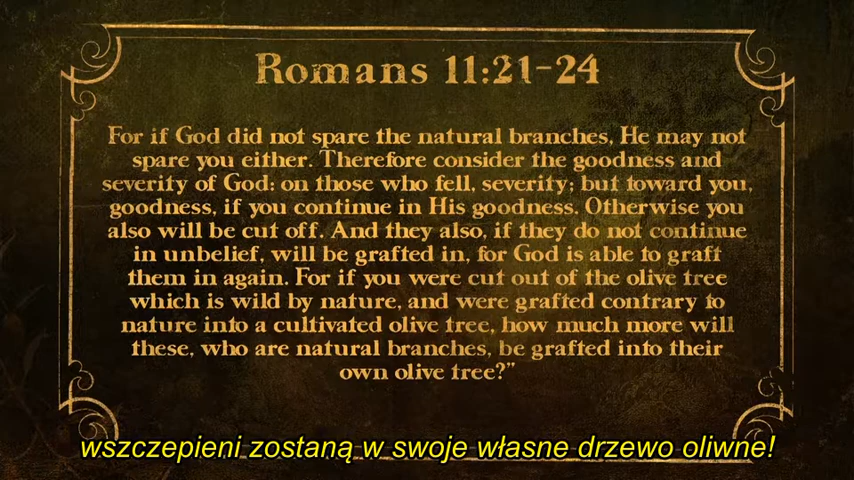 Romans 11:21-24
For if God did not spare the natural branches, He may not
spare you either. Therefore consider the goodness and
severity of God: on those who fell, severity; but toward you,
goodness, if you continue in His goodness. Otherwise you
also will be cut off. And they also, if they do not continue
in unbelief, will be grafted in, for God is able to graft
them in again. For if you were cut out of the olive tree
which is wild by nature, and were grafted contrary to
nature into a cultivated olive tree, how much more will
these, who are natural branches, be grafted into their
own olive tree?”
wszczepieni zostaną w swoje własne drzewo oliwne!